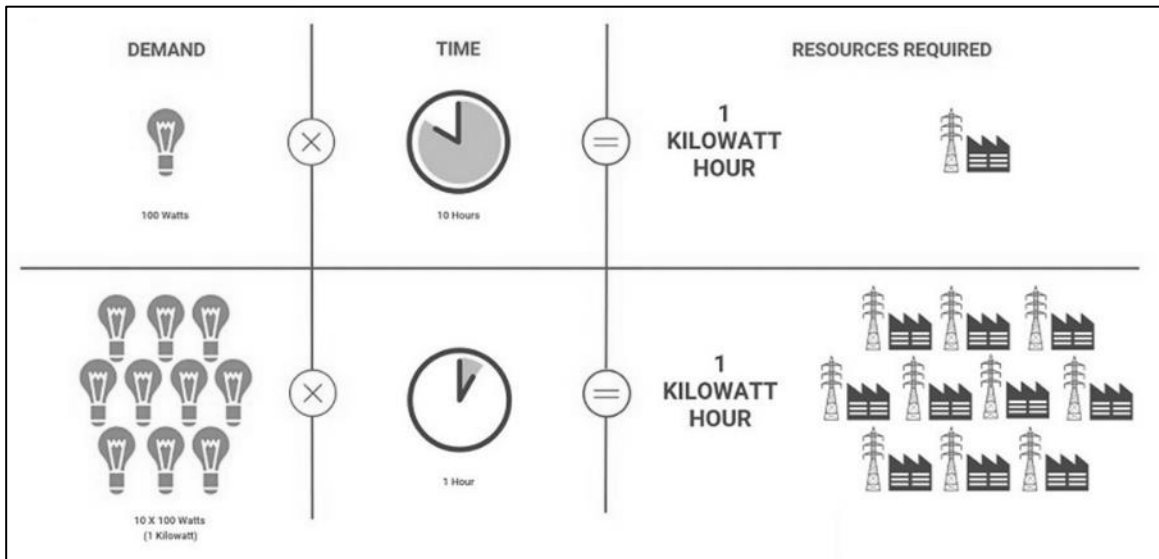 DEMAND
TIME
RESOURCES REQUIRED
100 Watts
10 Hours
1
KILOWATT
HOUR
10 X 100 Watts
(1 Kilowatt)
1 Hour
1
KILOWATT
HOUR